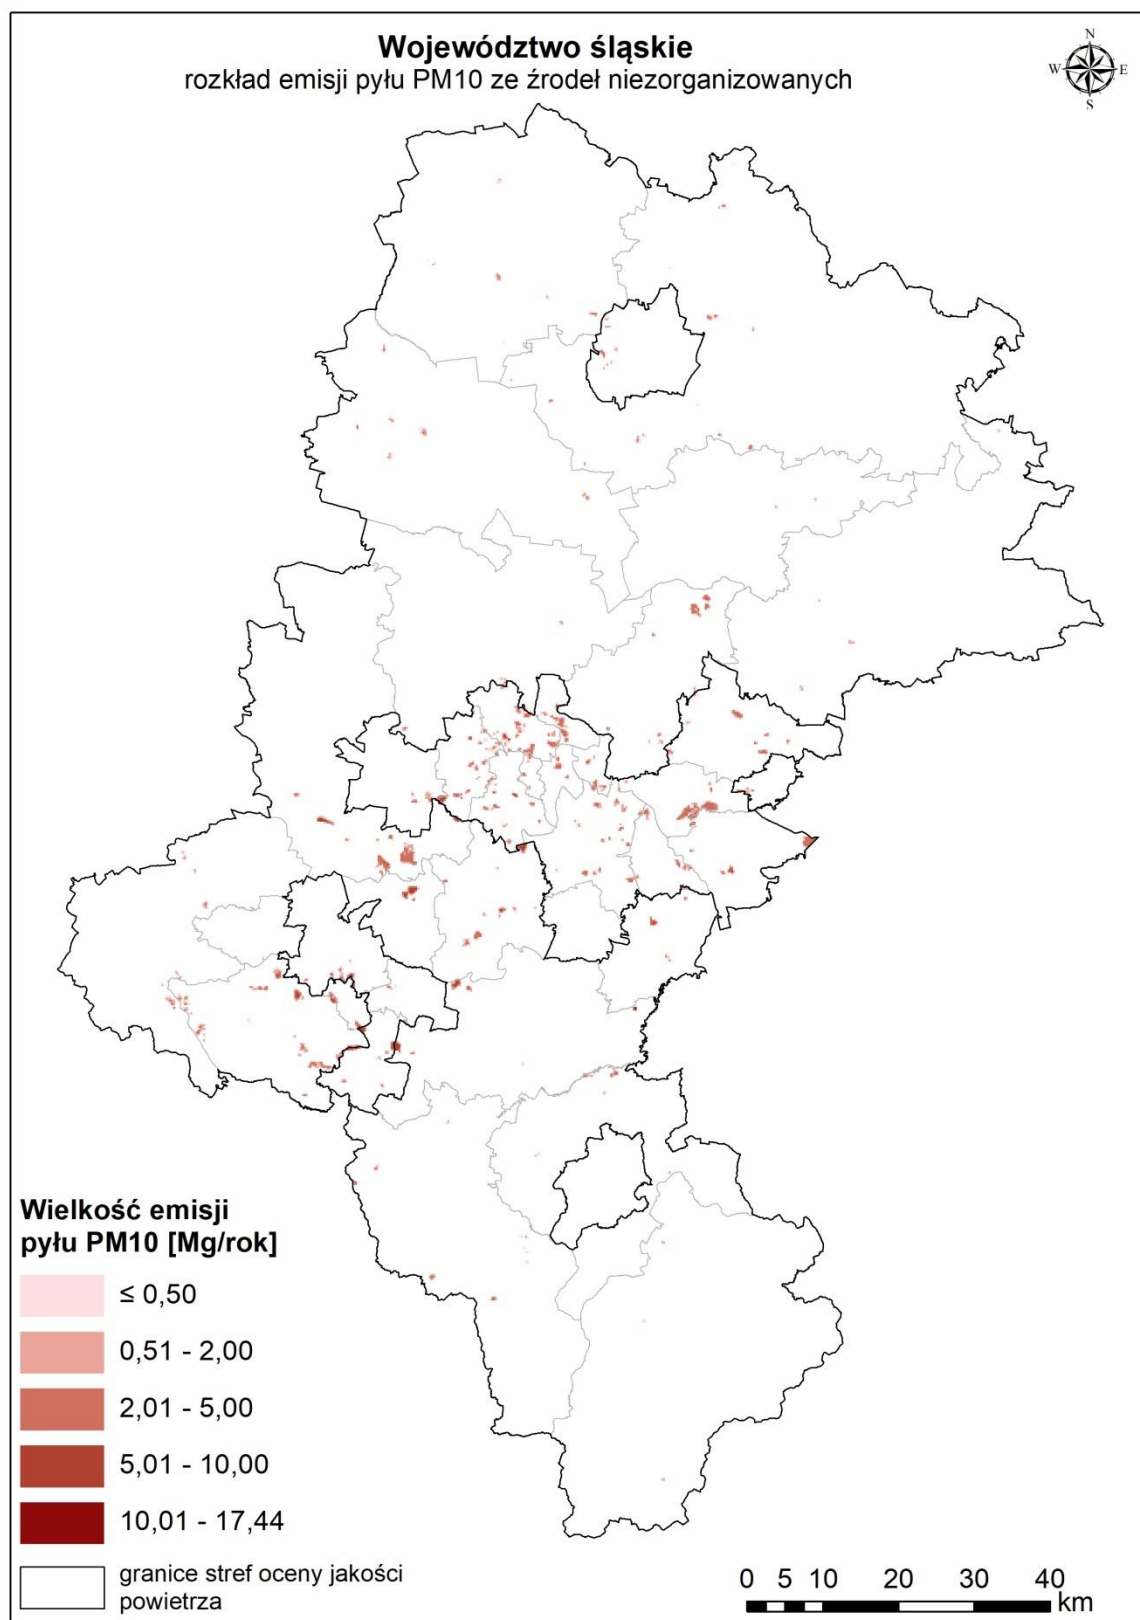 Województwo śląskie
rozkład emisji pyłu PM10 ze źrodeł niezorganizowanych
N
W E
S
Wielkość emisji
pyłu PM10 [Mg/rok]
≤ 0,50
0,51 - 2,00
2,01 - 5,00
5,01 - 10,00
10,01 - 17,44
granice stref oceny jakości
powietrza
0 5 10 20 30 40
km